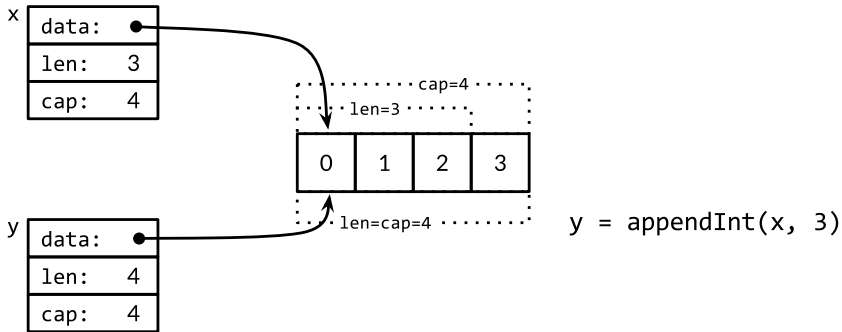 x
data:
len: 3
cap: 4
cap=4
len=3
0 1 2 3
len=cap=4
y = appendInt(x, 3)
y
data:
len: 4
cap: 4